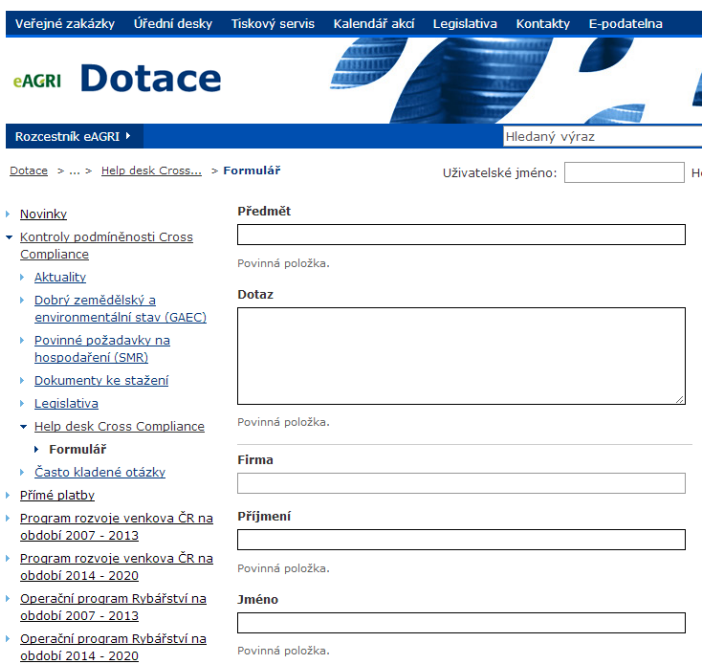 Veřejné zakázky Úřední desky Tiskový servis Kalendář akcí Legislativa Kontakty E-podatelna
eAGRI Dotace
Rozcestník eAGRI
Hledaný výraz
Dotace > ... > Help desk Cross... > Formulář
Uživatelské jméno:
Novinky
Kontroly podmíněnosti Cross
Compliance
Aktuality
Dobrý zemědělský a
environmentální stav (GAEC)
Povinné požadavky na
hospodaření (SMR)
Dokumenty ke stažení
Legislativa
Help desk Cross Compliance
Formulář
Často kladené otázky
Přímé platby
Program rozvoje venkova ČR na
období 2007 - 2013
Program rozvoje venkova ČR na
období 2014 - 2020
Operační program Rybářství na
období 2007 - 2013
Operační program Rybářství na
období 2014 - 2020
Předmět
Povinná položka.
Dotaz
Povinná položka.
Firma
Příjmení
Povinná položka.
Jméno
Povinná položka.